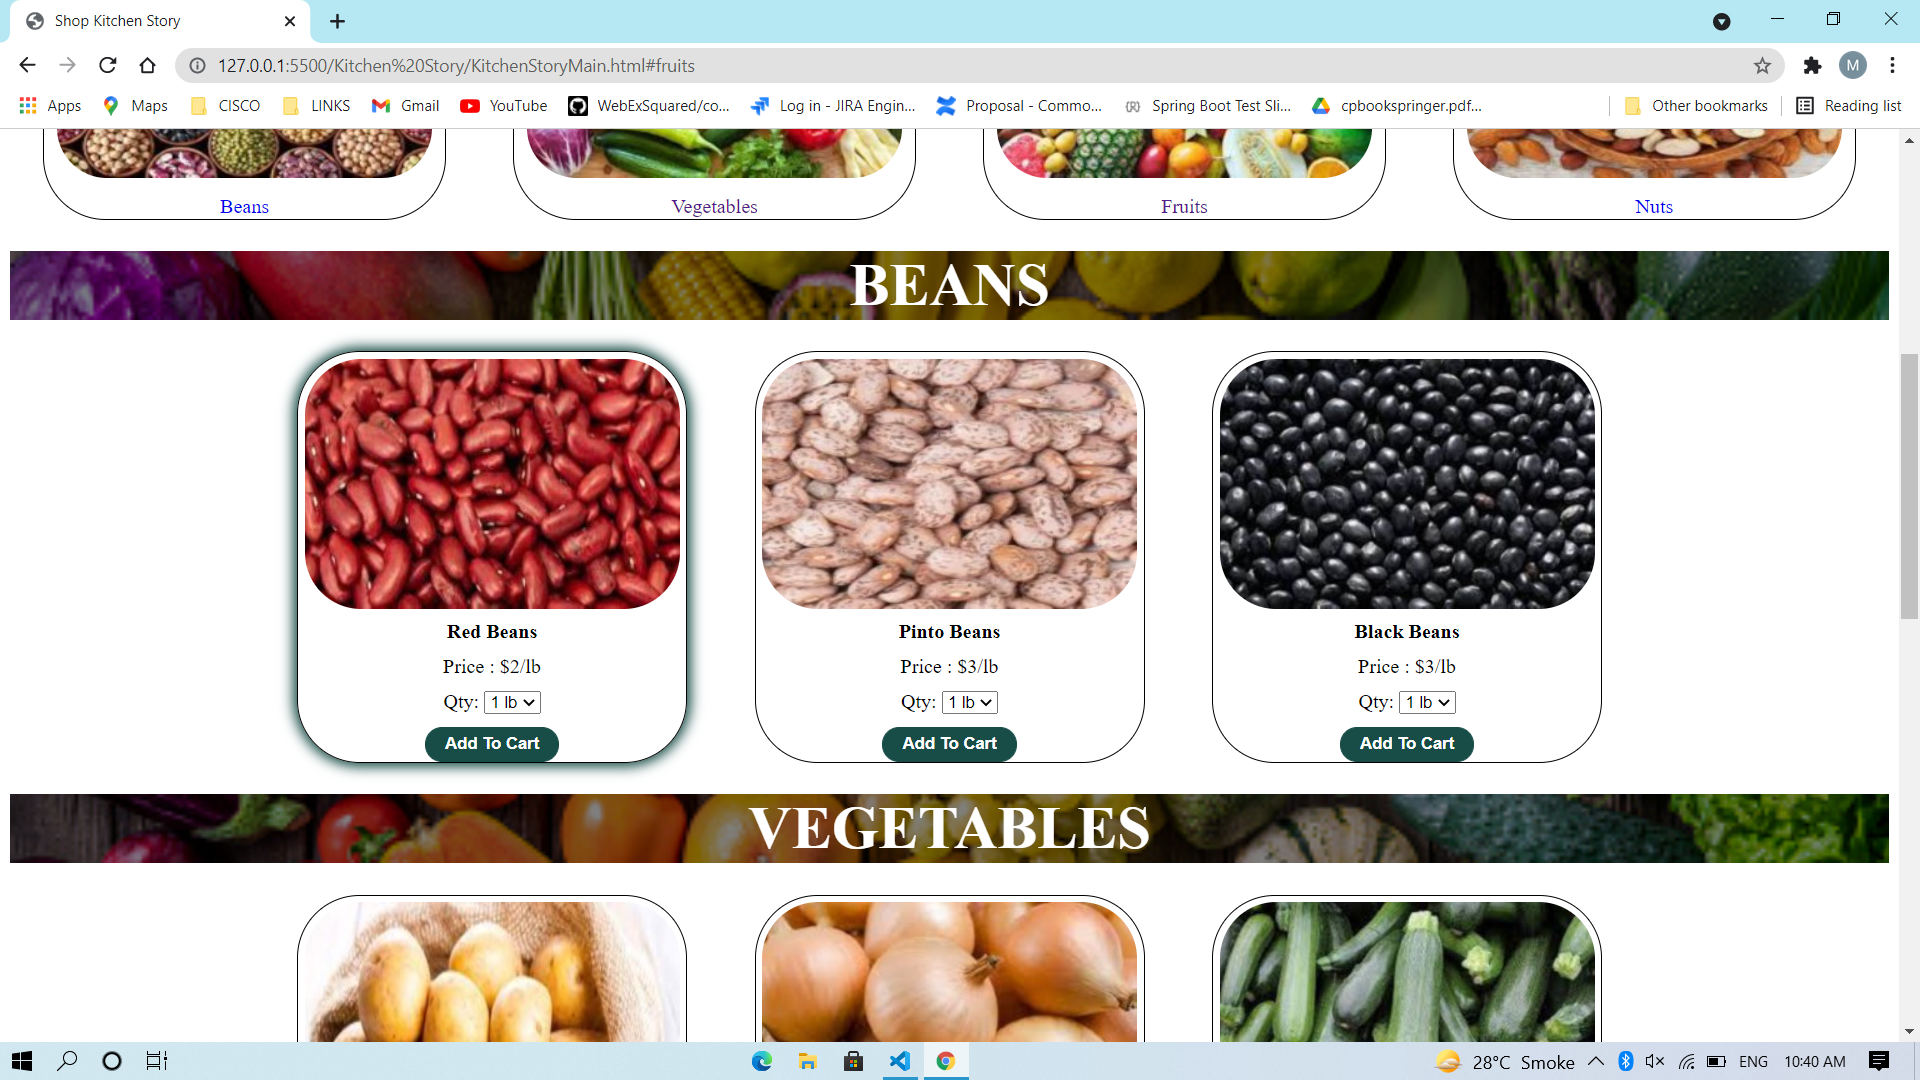 Shop Kitchen Story
127.0.0.1:5500/Kitchen%20Story/KitchenStoryMain.html#fruits
M
Apps Maps CISCO LINKS Gmail YouTube WebExSquared/co... Log in - JIRA Engin... Proposal - Commo... {R} Spring Boot Test Sli... cpbookspringer.pdf... Other bookmarks Reading list
Beans Vegetables Fruits Nuts
BEANS
Red Beans
Price : $2/lb
Qty: 1 lb
Add To Cart
Pinto Beans
Price : $3/lb
Qty: 1 lb
Add To Cart
Black Beans
Price : $3/lb
Qty: 1 lb
Add To Cart
VEGETABLES
28°C Smoke ENG 10:40 AM